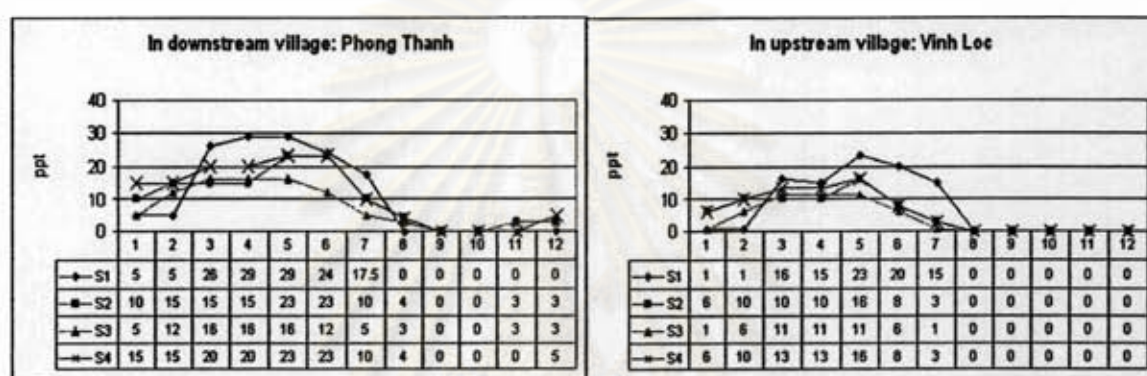 In downstream village: Phong Thanh
40
30
20
10
0
ppt
1 2 3 4 5 6 7 8 9 10 11 12
S1 5 5 26 29 29 24 17.5 0 0 0 0 0
S2 10 15 15 15 23 23 10 4 0 0 3 3
S3 5 12 16 16 16 12 5 3 0 0 3 3
S4 15 15 20 20 23 23 10 4 0 0 0 5
In upstream village: Vinh Loc
40
30
20
10
0
ppt
1 2 3 4 5 6 7 8 9 10 11 12
S1 1 1 16 15 23 20 15 0 0 0 0 0
S2 6 10 10 10 16 8 3 0 0 0 0 0
S3 1 6 11 11 11 6 1 0 0 0 0 0
S4 6 10 13 13 16 8 3 0 0 0 0 0